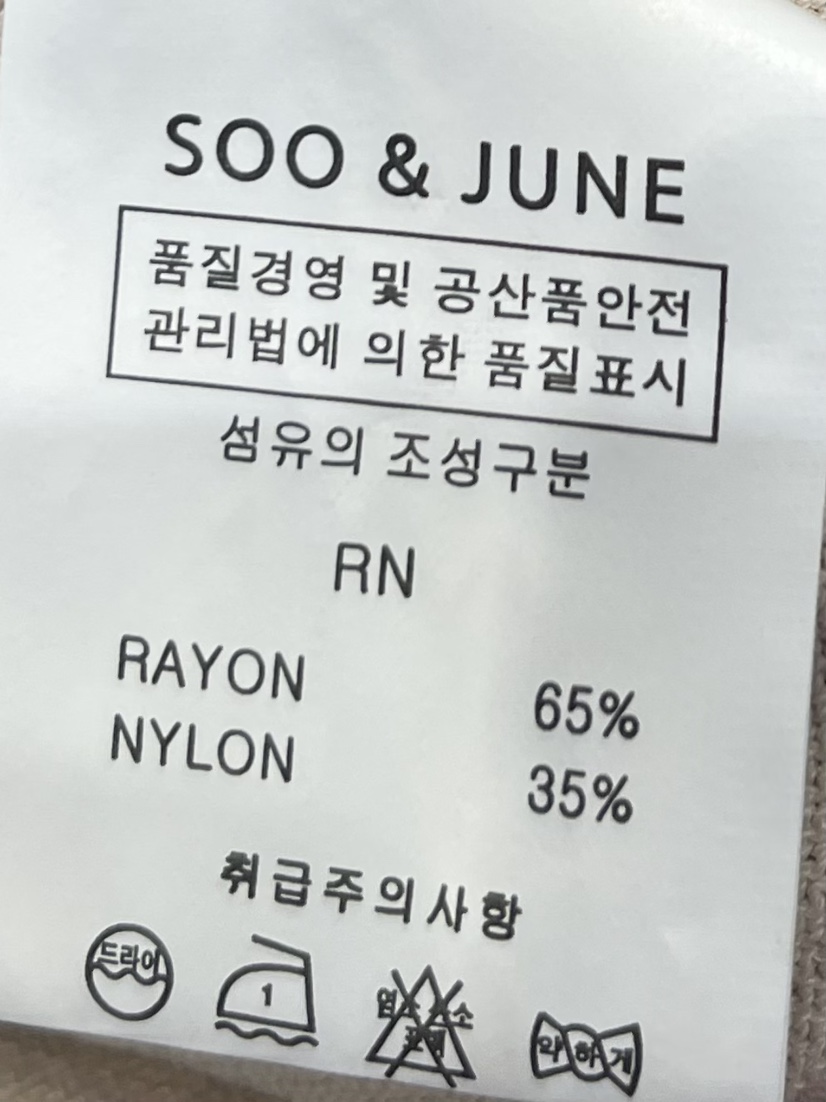 SOO & JUNE
품질경영 및 공산품안전
관리법에 의한 품질표시
섬유의 조성구분
RN
RAYON 65%
NYLON 35%
취급주의사항
드라이
1
염소 산소
표백
약하게